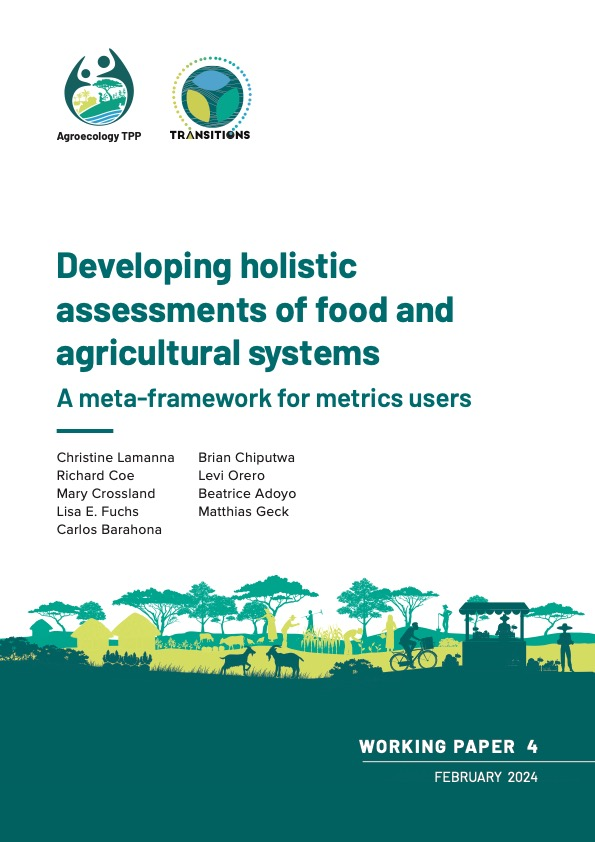 Agroecology TPP
TRANSITIONS
Developing holistic
assessments of food and
agricultural systems
A meta-framework for metrics users
Christine Lamanna
Richard Coe
Mary Crossland
Lisa E. Fuchs
Carlos Barahona
Brian Chiputwa
Levi Orero
Beatrice Adoyo
Matthias Geck
WORKING PAPER 4
FEBRUARY 2024